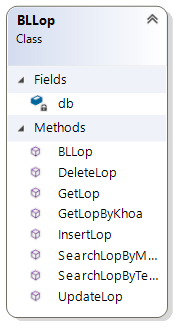 BLLop
Class
Fields
db
Methods
BLLop
DeleteLop
GetLop
GetLopByKhoa
InsertLop
SearchLopByM...
SearchLopByTe...
UpdateLop